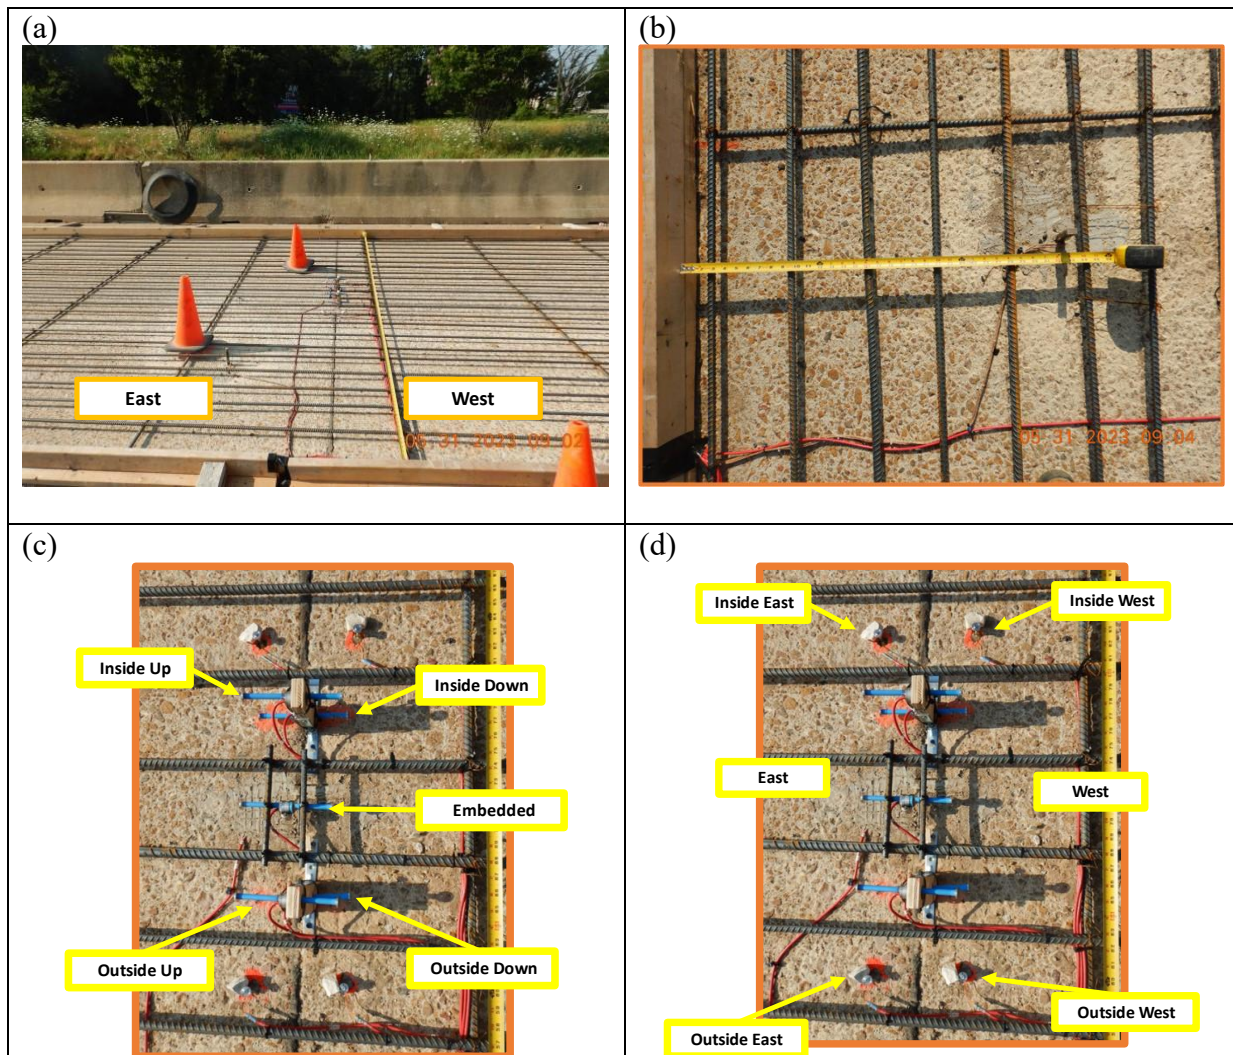 (a)
East
West
05 31 2023 09 02
(b)
05 31 2023 09 04
(c)
Inside Up
Inside Down
Embedded
Outside Up
Outside Down
(d)
Inside East
Inside West
East
West
Outside East
Outside West